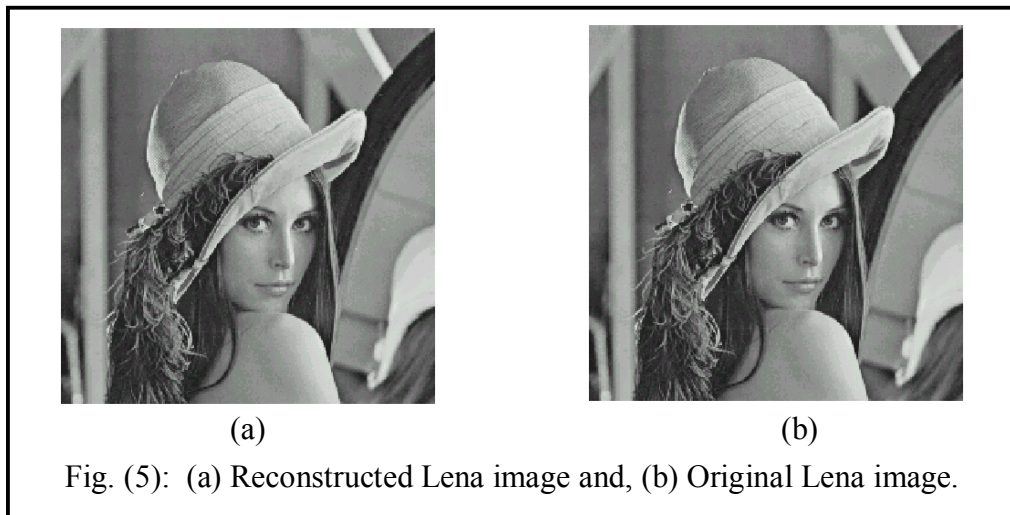 (a)
(b)
Fig. (5): (a) Reconstructed Lena image and, (b) Original Lena image.